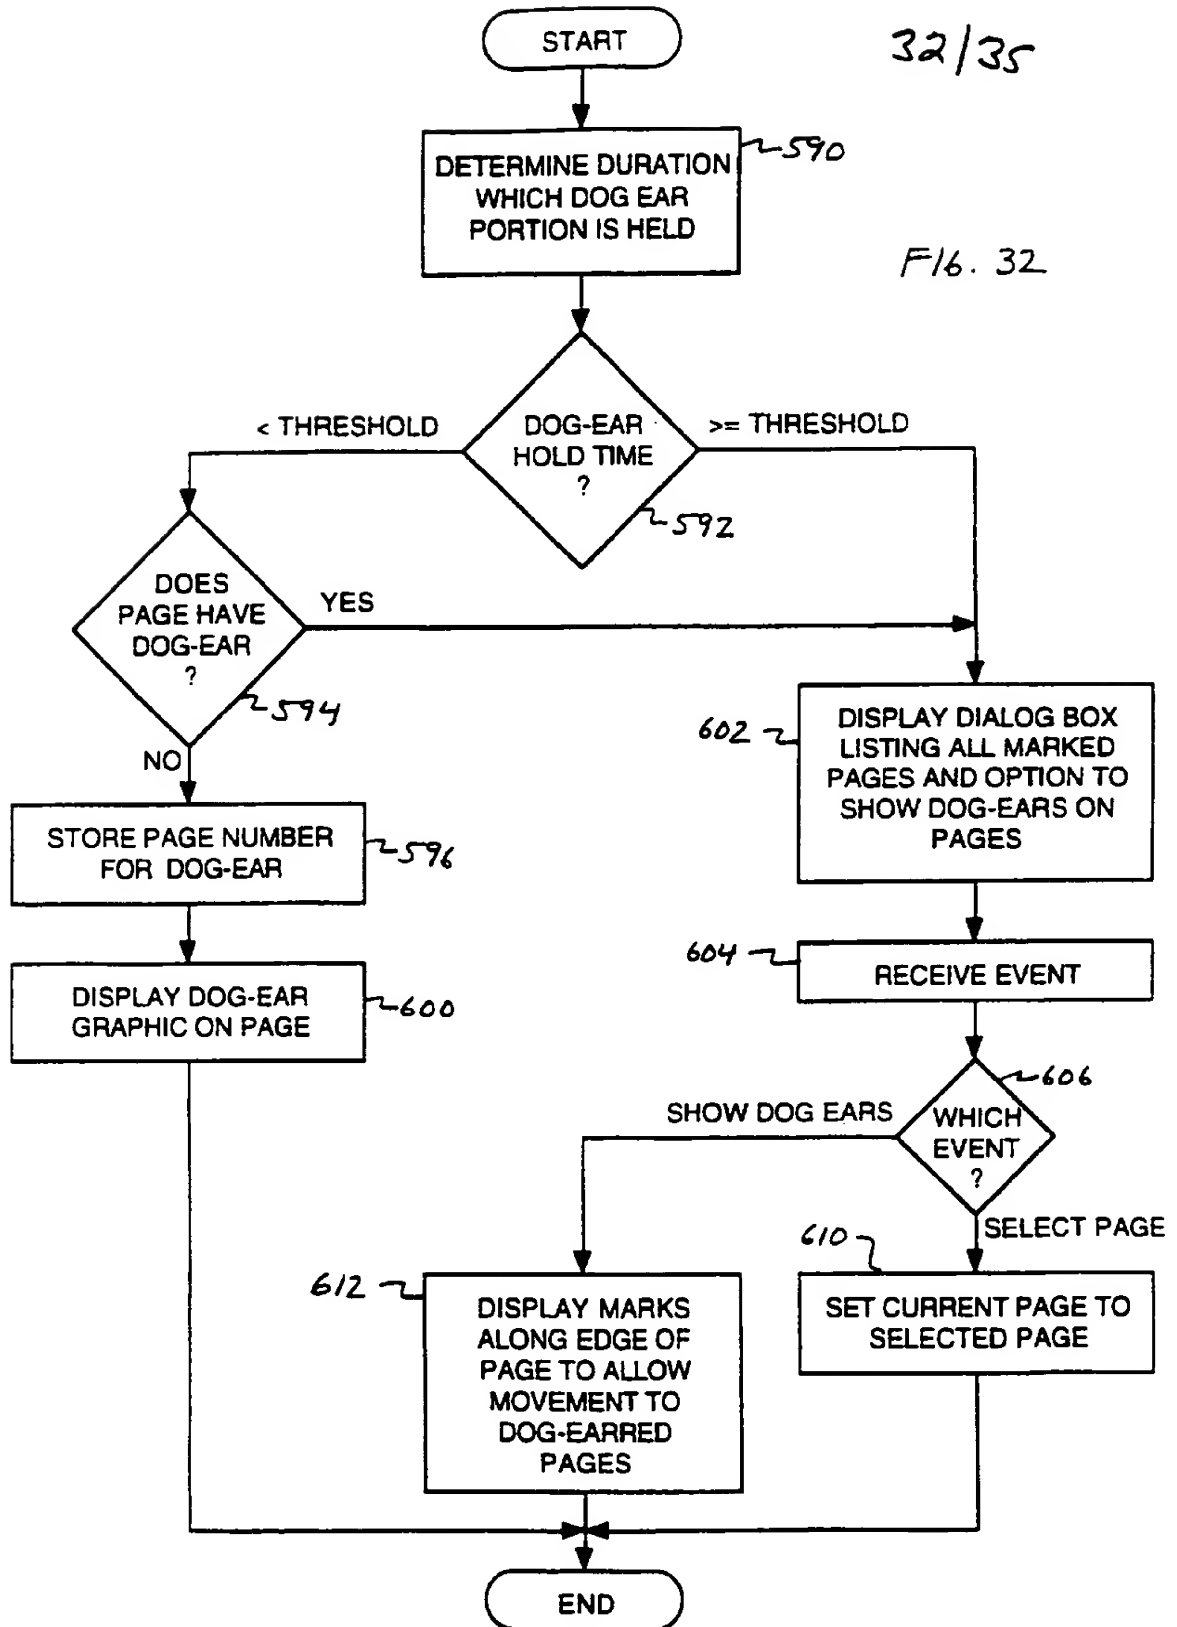 START
32/35
590
DETERMINE DURATION
WHICH DOG EAR
PORTION IS HELD
FIG. 32
< THRESHOLD
DOG-EAR
HOLD TIME
?
>= THRESHOLD
592
DOES
PAGE HAVE
DOG-EAR
?
YES
594
NO
602
DISPLAY DIALOG BOX
LISTING ALL MARKED
PAGES AND OPTION TO
SHOW DOG-EARS ON
PAGES
STORE PAGE NUMBER
FOR DOG-EAR
596
604
RECEIVE EVENT
DISPLAY DOG-EAR
GRAPHIC ON PAGE
600
606
SHOW DOG EARS
WHICH
EVENT
?
SELECT PAGE
610
612
DISPLAY MARKS
ALONG EDGE OF
PAGE TO ALLOW
MOVEMENT TO
DOG-EARRED
PAGES
SET CURRENT PAGE TO
SELECTED PAGE
END